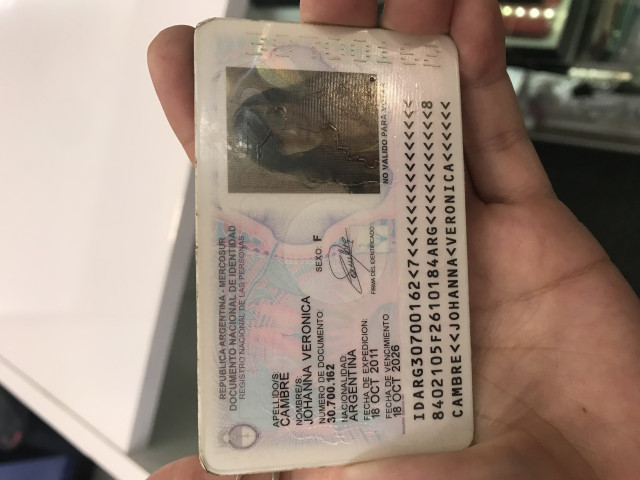 REPUBLICA ARGENTINA - MERCOSUR
DOCUMENTO NACIONAL DE IDENTIDAD
REGISTRO NACIONAL DE LAS PERSONAS
APELLIDO/S
CAMBRE
NOMBRE/S
JOHANNA VERONICA
NUMERO DE DOCUMENTO
30.700.162
SEXO F
NACIONALIDAD
ARGENTINA
FECHA DE EXPEDICION:
18 OCT 2011
FECHA DE VENCIMIENTO
18 OCT 2026
FIRMA DEL IDENTIFICADO
NO VALIDO PARA VOTAR
IDARG30700162<7<<<<<<<<<<<<<<<
8402105F2610184ARG<<<<<<<<<<<8
CAMBRE<<JOHANNA<VERONICA<<<<<<